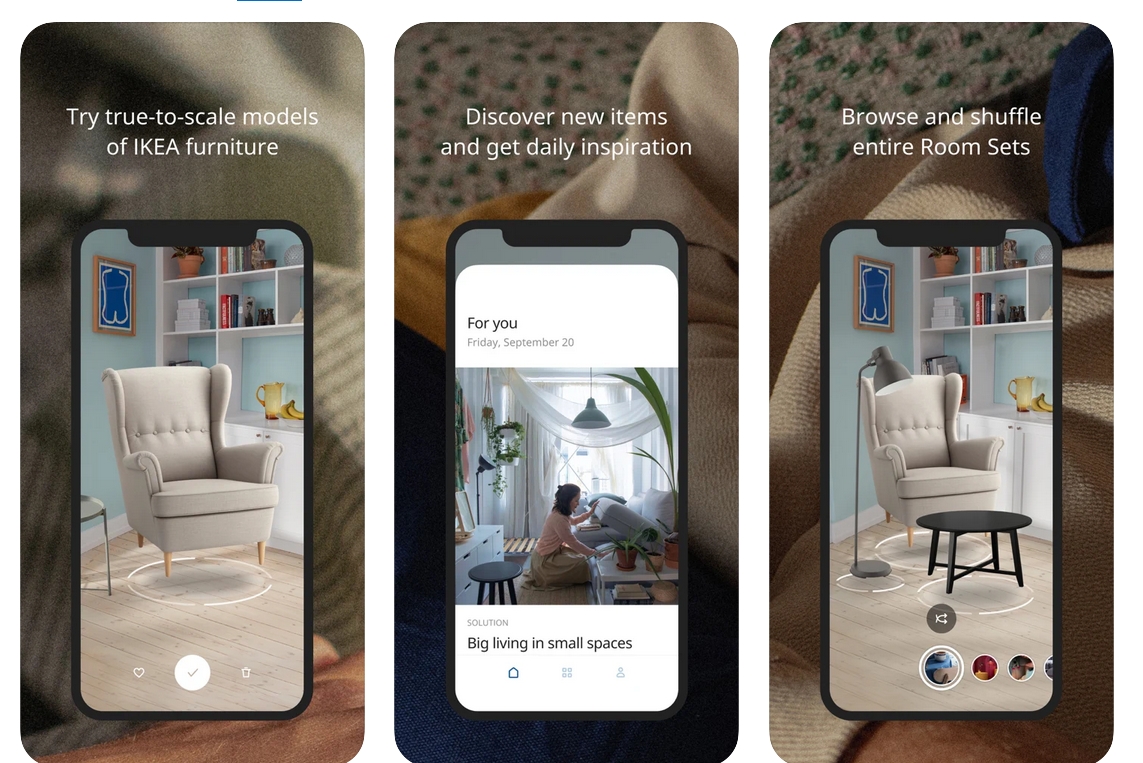 Try true-to-scale models
of IKEA furniture
Discover new items
and get daily inspiration
For you
Friday, September 20
SOLUTION
Big living in small spaces
Browse and shuffle
entire Room Sets